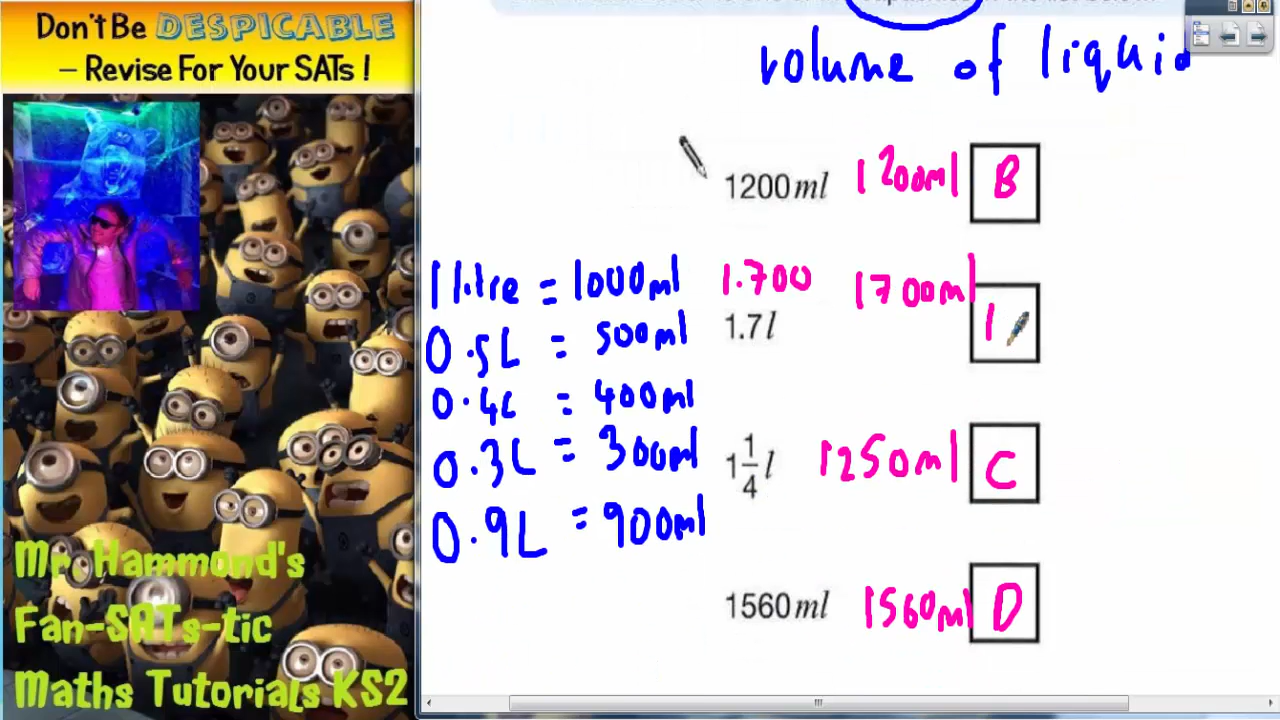 Don't Be DESPICABLE
– Revise For Your SATs !
volume of liquid
1200ml 1200ml B
1 litre = 1000ml 1.700 1700ml
0.5L = 500ml 1.7l
0.4L = 400ml
0.3L = 300ml 1 1/4 l 1250ml C
0.9L = 900ml
1560ml 1560ml D
Mr. Hammond's
Fan-SATs-tic
Maths Tutorials KS2